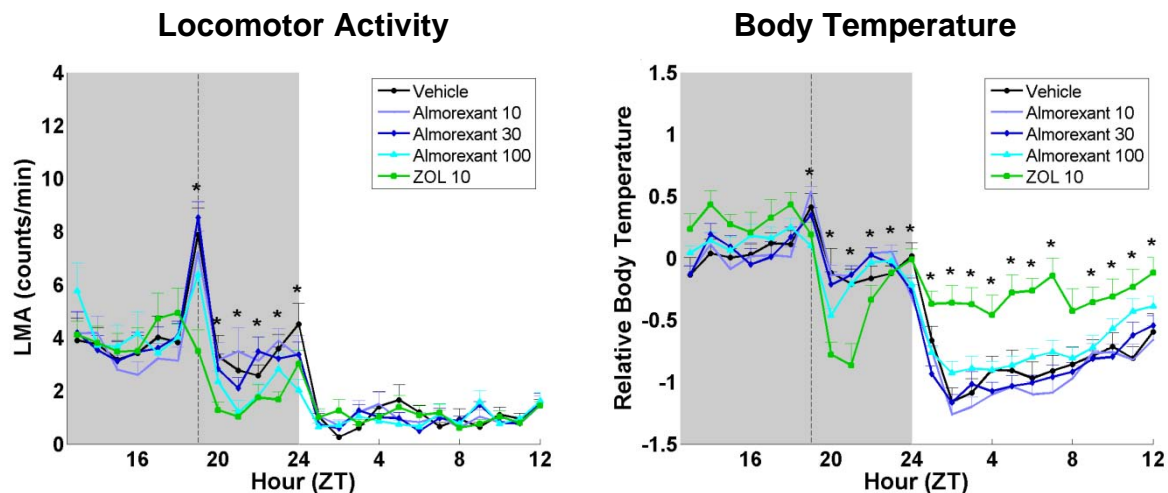 Locomotor Activity
LMA (counts/min)
4
12
10
8
6
4
2
0
Vehicle
Almorexant 10
Almorexant 30
Almorexant 100
ZOL 10
16 20 24 4 8 12
Hour (ZT)
Body Temperature
Relative Body Temperature
1.5
1
0.5
0
-0.5
-1
-1.5
Vehicle
Almorexant 10
Almorexant 30
Almorexant 100
ZOL 10
16 20 24 4 8 12
Hour (ZT)